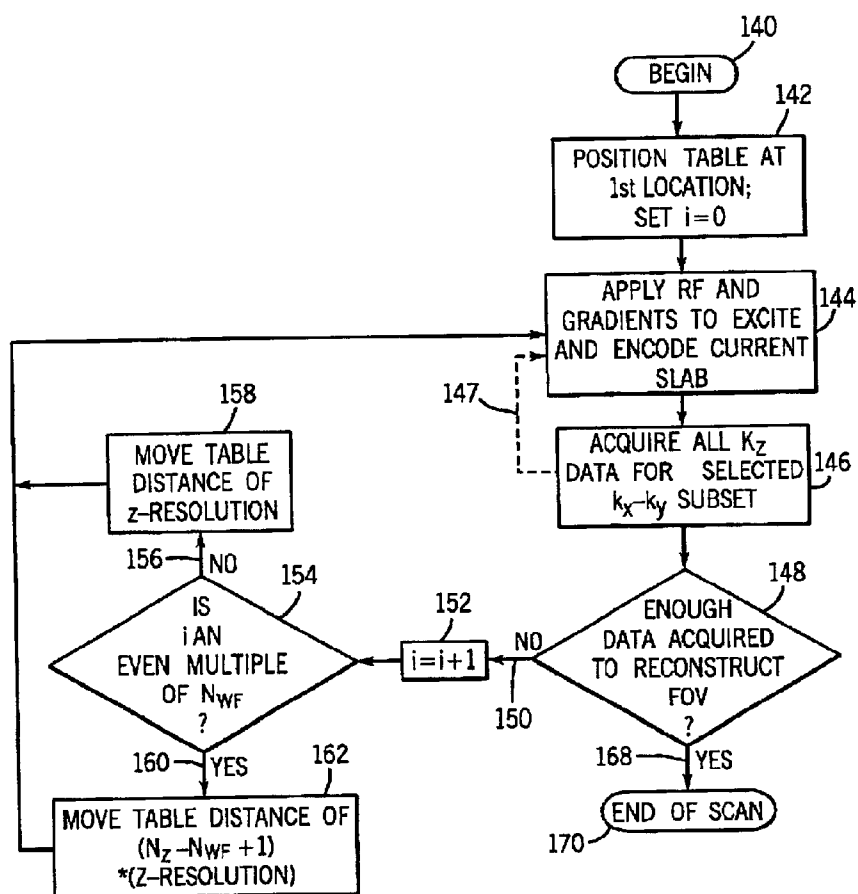 140
BEGIN
142
POSITION TABLE AT
1st LOCATION;
SET i=0
144
APPLY RF AND
GRADIENTS TO EXCITE
AND ENCODE CURRENT
SLAB
147
146
ACQUIRE ALL KZ
DATA FOR SELECTED
kx-ky SUBSET
148
ENOUGH
DATA ACQUIRED
TO RECONSTRUCT
FOV
?
NO
150
152
i=i+1
154
IS
i AN
EVEN MULTIPLE
OF NWF
?
156
NO
158
MOVE TABLE
DISTANCE OF
z-RESOLUTION
160
YES
162
MOVE TABLE DISTANCE OF
(NZ-NWF+1)
*(Z-RESOLUTION)
168
YES
END OF SCAN
170